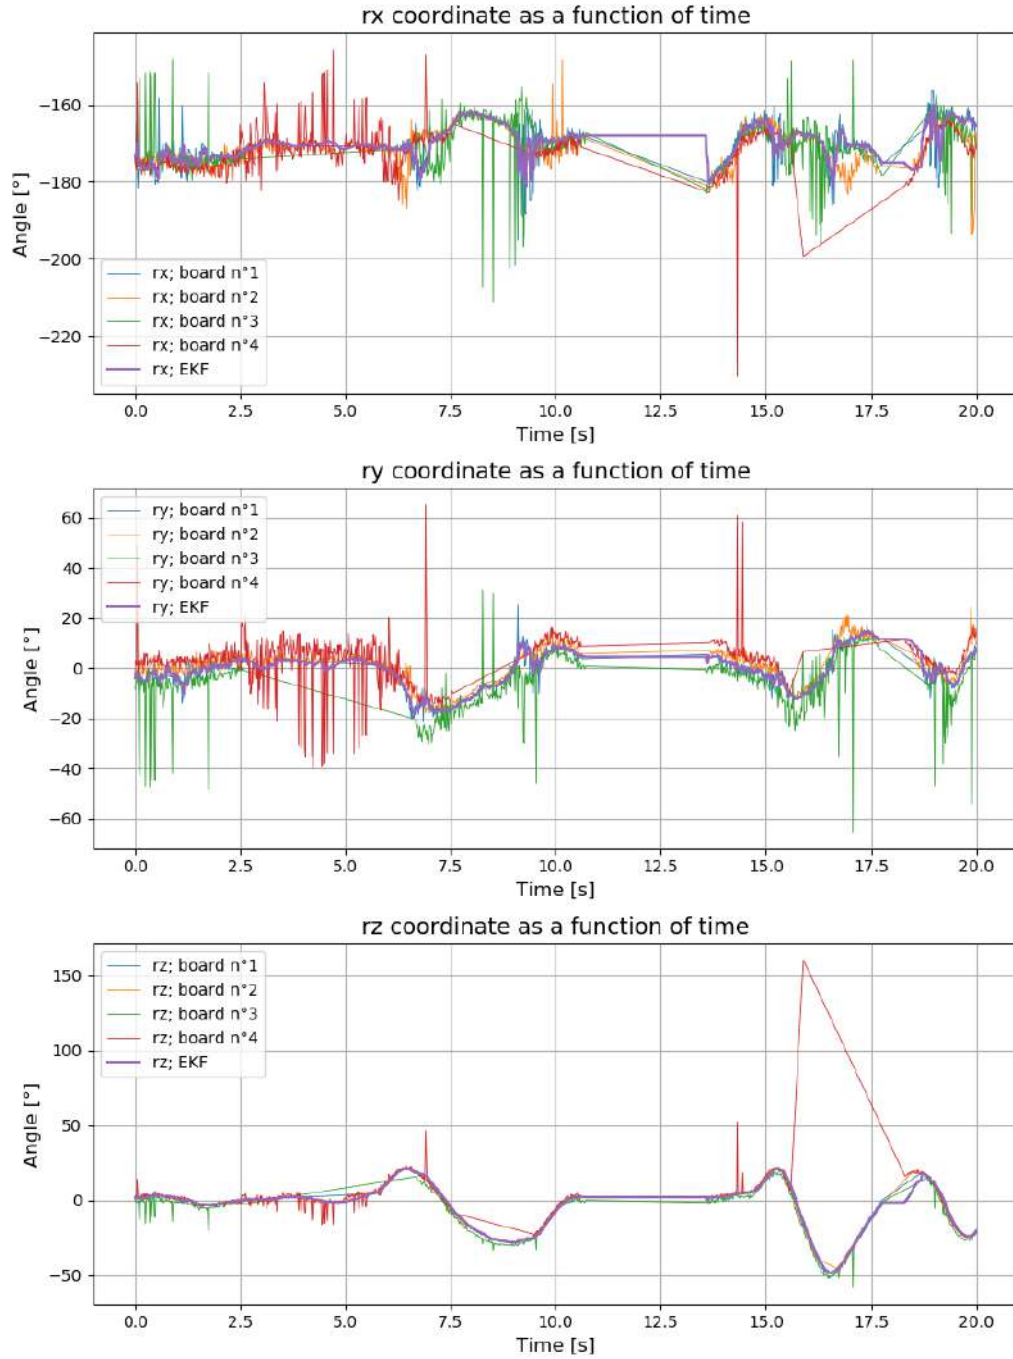 rx coordinate as a function of time
Angle [°]
−160
−180
−200
−220
rx; board n°1
rx; board n°2
rx; board n°3
rx; board n°4
rx; EKF
0.0 2.5 5.0 7.5 10.0 12.5 15.0 17.5 20.0
Time [s]
ry coordinate as a function of time
Angle [°]
60
40
20
0
−20
−40
−60
ry; board n°1
ry; board n°2
ry; board n°3
ry; board n°4
ry; EKF
0.0 2.5 5.0 7.5 10.0 12.5 15.0 17.5 20.0
Time [s]
rz coordinate as a function of time
Angle [°]
150
100
50
0
−50
rz; board n°1
rz; board n°2
rz; board n°3
rz; board n°4
rz; EKF
0.0 2.5 5.0 7.5 10.0 12.5 15.0 17.5 20.0
Time [s]